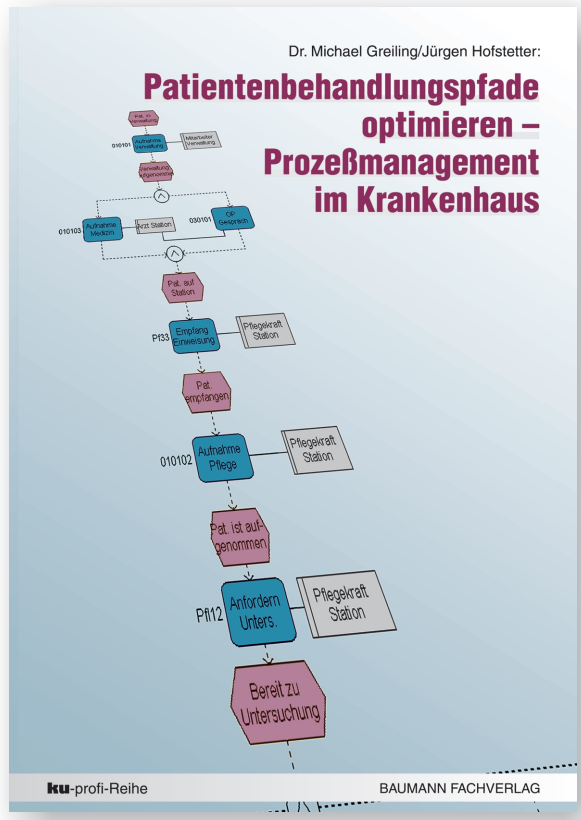 Dr. Michael Greiling/Jürgen Hofstetter:
Patientenbehandlungspfade
optimieren –
Prozeßmanagement
im Krankenhaus
Pat. in
Verwaltung
010101
Aufnahme
Verwaltung
Mitarbeiter
Verwaltung
Verwaltung
aufgenommen
010103
Aufnahme
Medizin
Arzt Station
030101
OP
Gespräch
Pat. auf
Station
Pf33
Empfang
Einweisung
Pflegekraft
Station
Pat.
empfangen
010102
Aufnahme
Pflege
Pflegekraft
Station
Pat. ist auf-
genommen
Pfl12
Anfordern
Unters.
Pflegekraft
Station
Bereit zu
Untersuchung
ku-profi-Reihe
BAUMANN FACHVERLAG